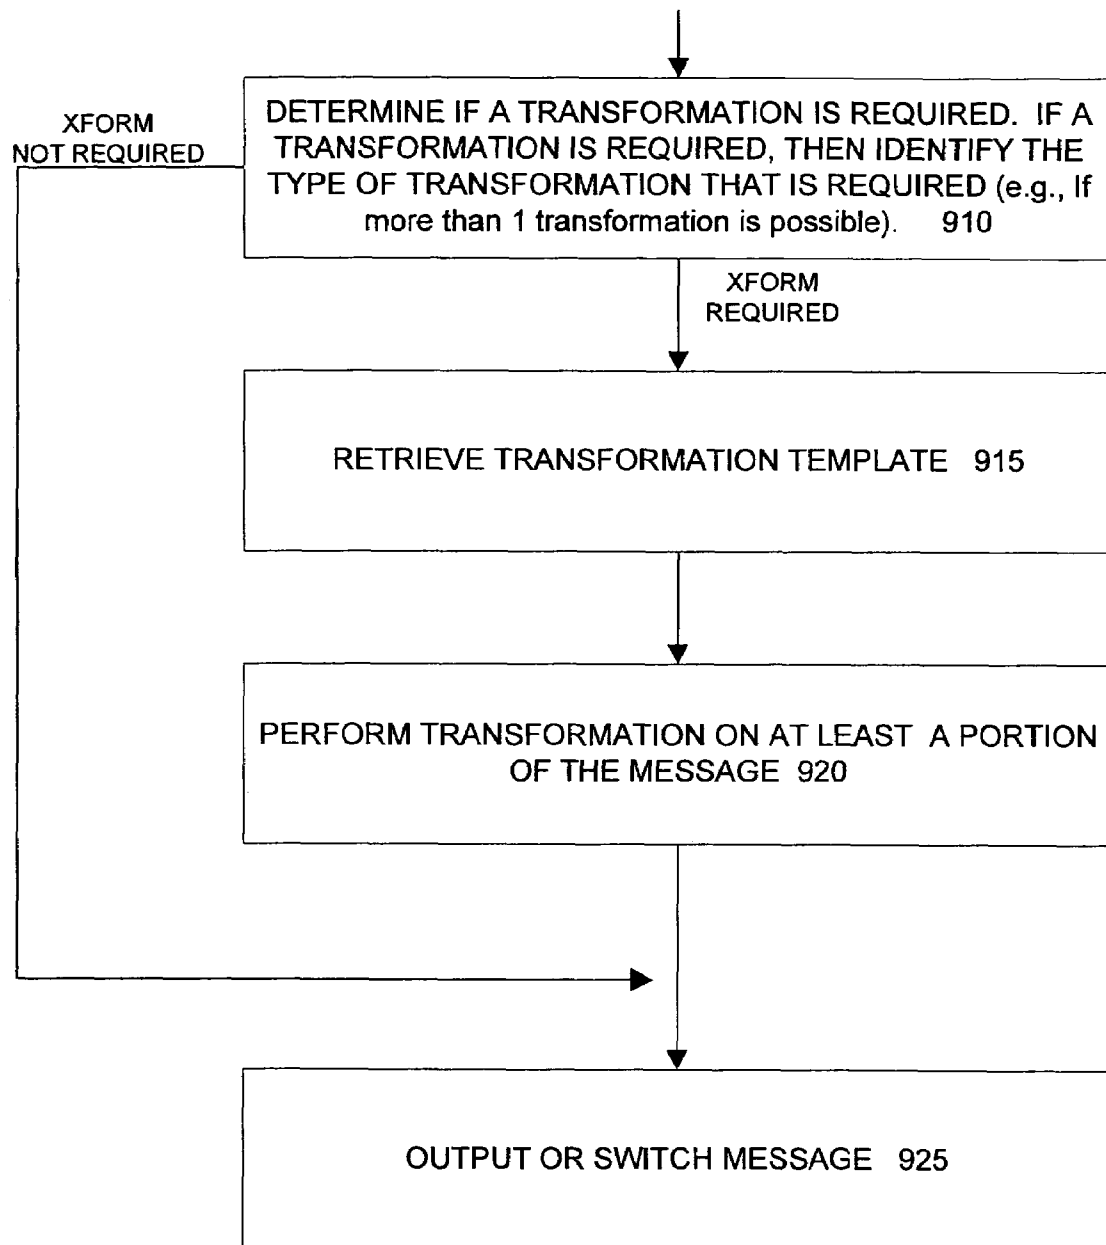 DETERMINE IF A TRANSFORMATION IS REQUIRED. IF A
TRANSFORMATION IS REQUIRED, THEN IDENTIFY THE
TYPE OF TRANSFORMATION THAT IS REQUIRED (e.g., If
more than 1 transformation is possible). 910
XFORM
NOT REQUIRED
XFORM
REQUIRED
RETRIEVE TRANSFORMATION TEMPLATE 915
PERFORM TRANSFORMATION ON AT LEAST A PORTION
OF THE MESSAGE 920
OUTPUT OR SWITCH MESSAGE 925